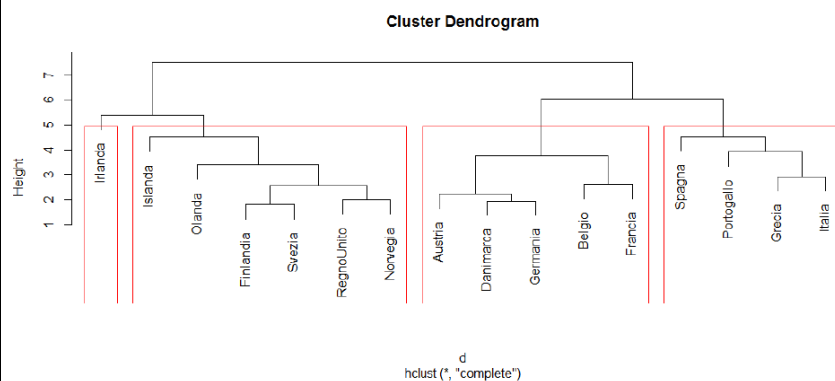 Cluster Dendrogram
Height
7
6
5
4
3
2
1
Irlanda
Islanda
Olanda
Finlandia
Svezia
RegnoUnito
Norvegia
Austria
Danimarca
Germania
Belgio
Francia
Spagna
Portogallo
Grecia
Italia
d
hclust (*, "complete")